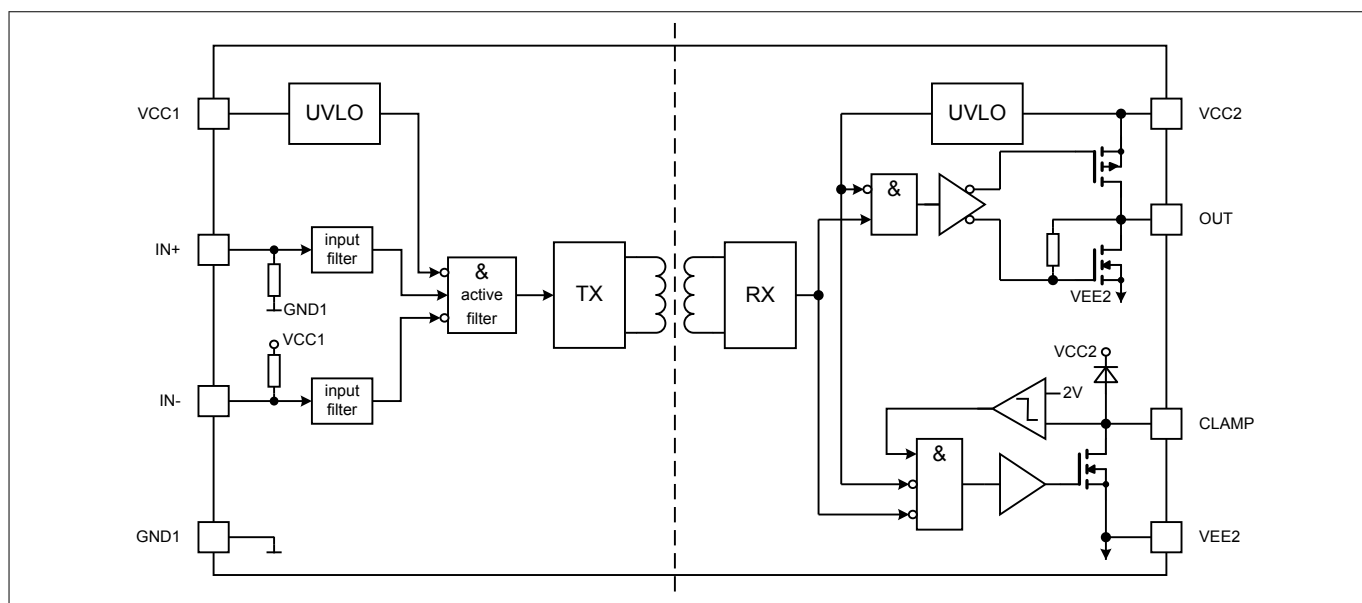 VCC1
UVLO
IN+
input
filter
GND1
VCC1
IN-
input
filter
GND1
&
active
filter
TX
RX
UVLO
VCC2
&
OUT
VEE2
VCC2
2V
CLAMP
&
VEE2